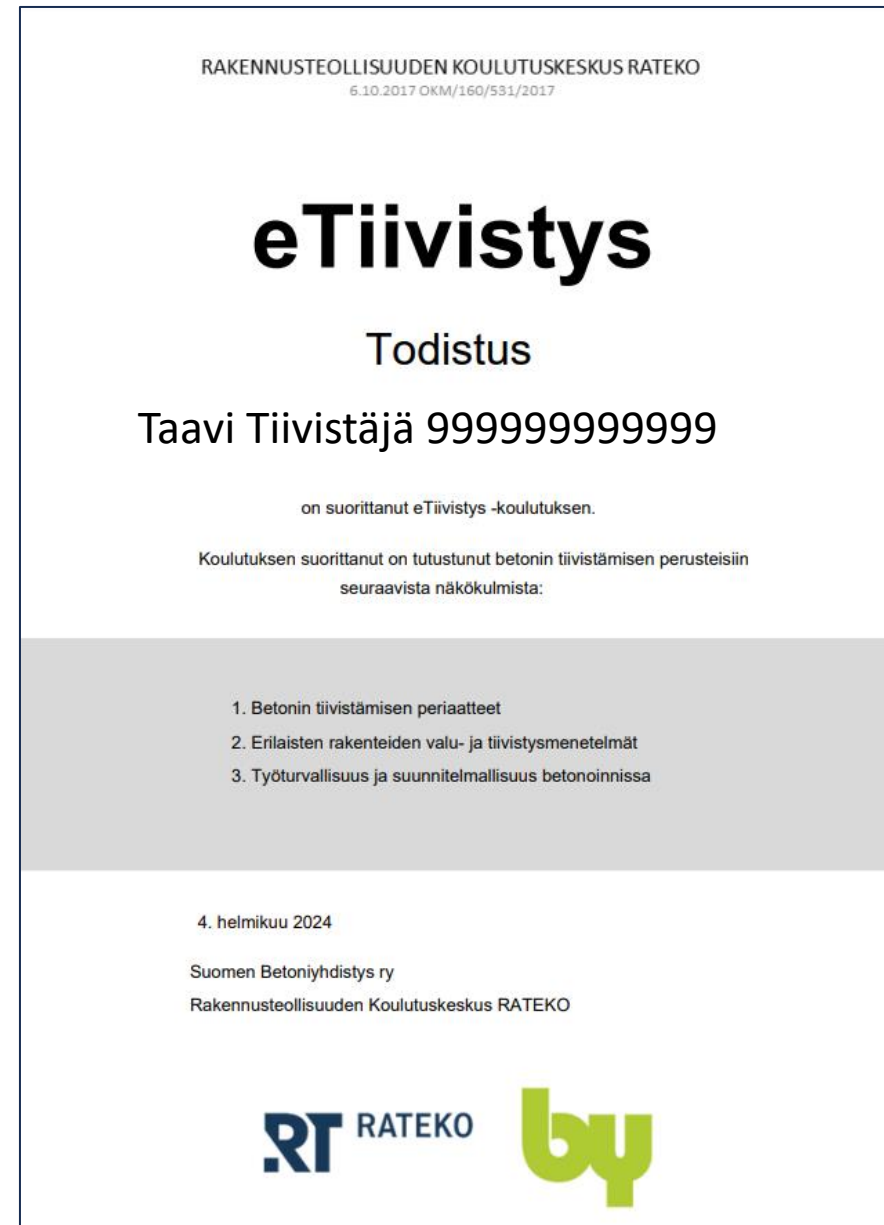 RAKENNUSTEOLLISUUDEN KOULUTUSKESKUS RATEKO
6.10.2017 OKM/160/531/2017
eTiivistys
Todistus
Taavi Tiivistäjä 999999999999
on suorittanut eTiivistys -koulutuksen.
Koulutuksen suorittanut on tutustunut betonin tiivistämisen perusteisiin
seuraavista näkökulmista:
1. Betonin tiivistämisen periaatteet
2. Erilaisten rakenteiden valu- ja tiivistysmenetelmät
3. Työturvallisuus ja suunnitelmallisuus betonoinnissa
4. helmikuu 2024
Suomen Betoniyhdistys ry
Rakennusteollisuuden Koulutuskeskus RATEKO
RT RATEKO
by